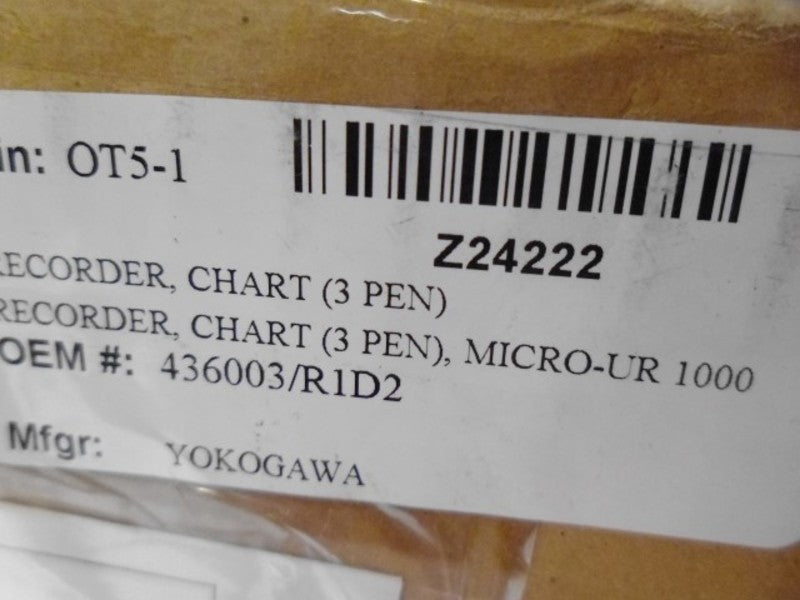 in: OT5-1
Z24222
RECORDER, CHART (3 PEN)
RECORDER, CHART (3 PEN), MICRO-UR 1000
OEM #: 436003/R1D2
Mfgr: YOKOGAWA